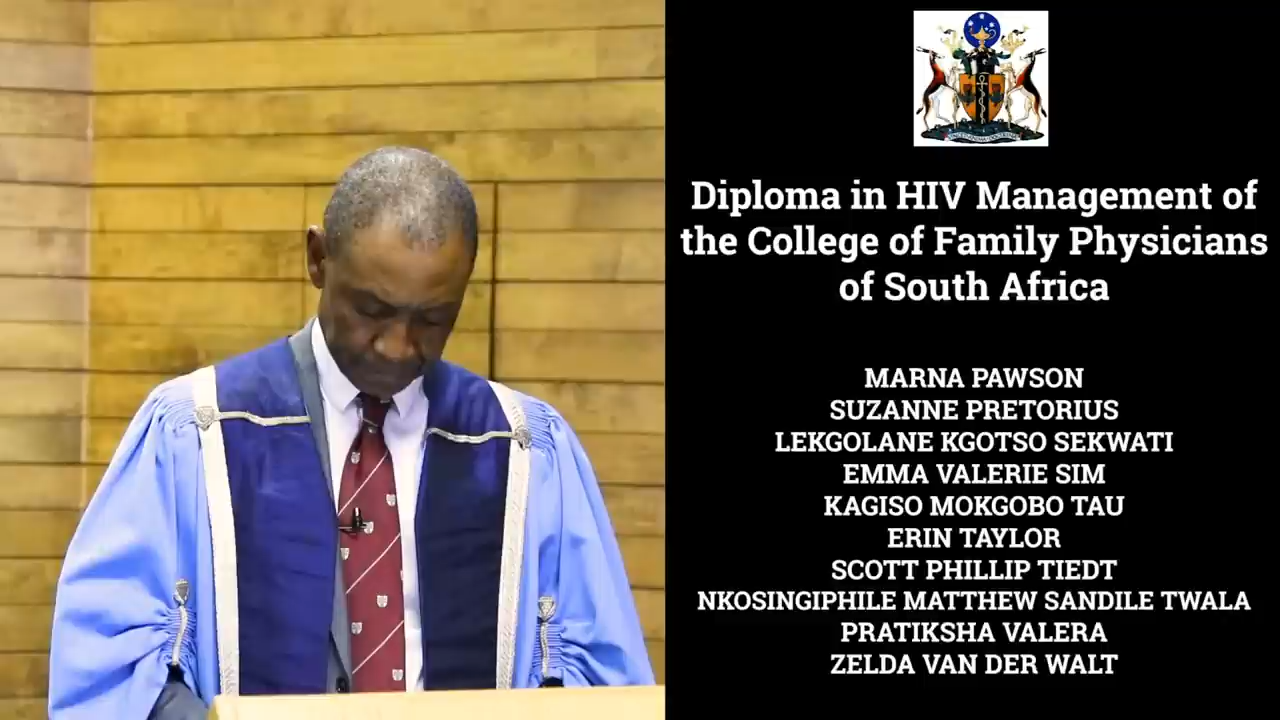 Diploma in HIV Management of
the College of Family Physicians
of South Africa
MARNA PAWSON
SUZANNE PRETORIUS
LEKGOLANE KGOTSO SEKWATI
EMMA VALERIE SIM
KAGISO MOKGOBO TAU
ERIN TAYLOR
SCOTT PHILLIP TIEDT
NKOSINGIPHILE MATTHEW SANDILE TWALA
PRATIKSHA VALERA
ZELDA VAN DER WALT